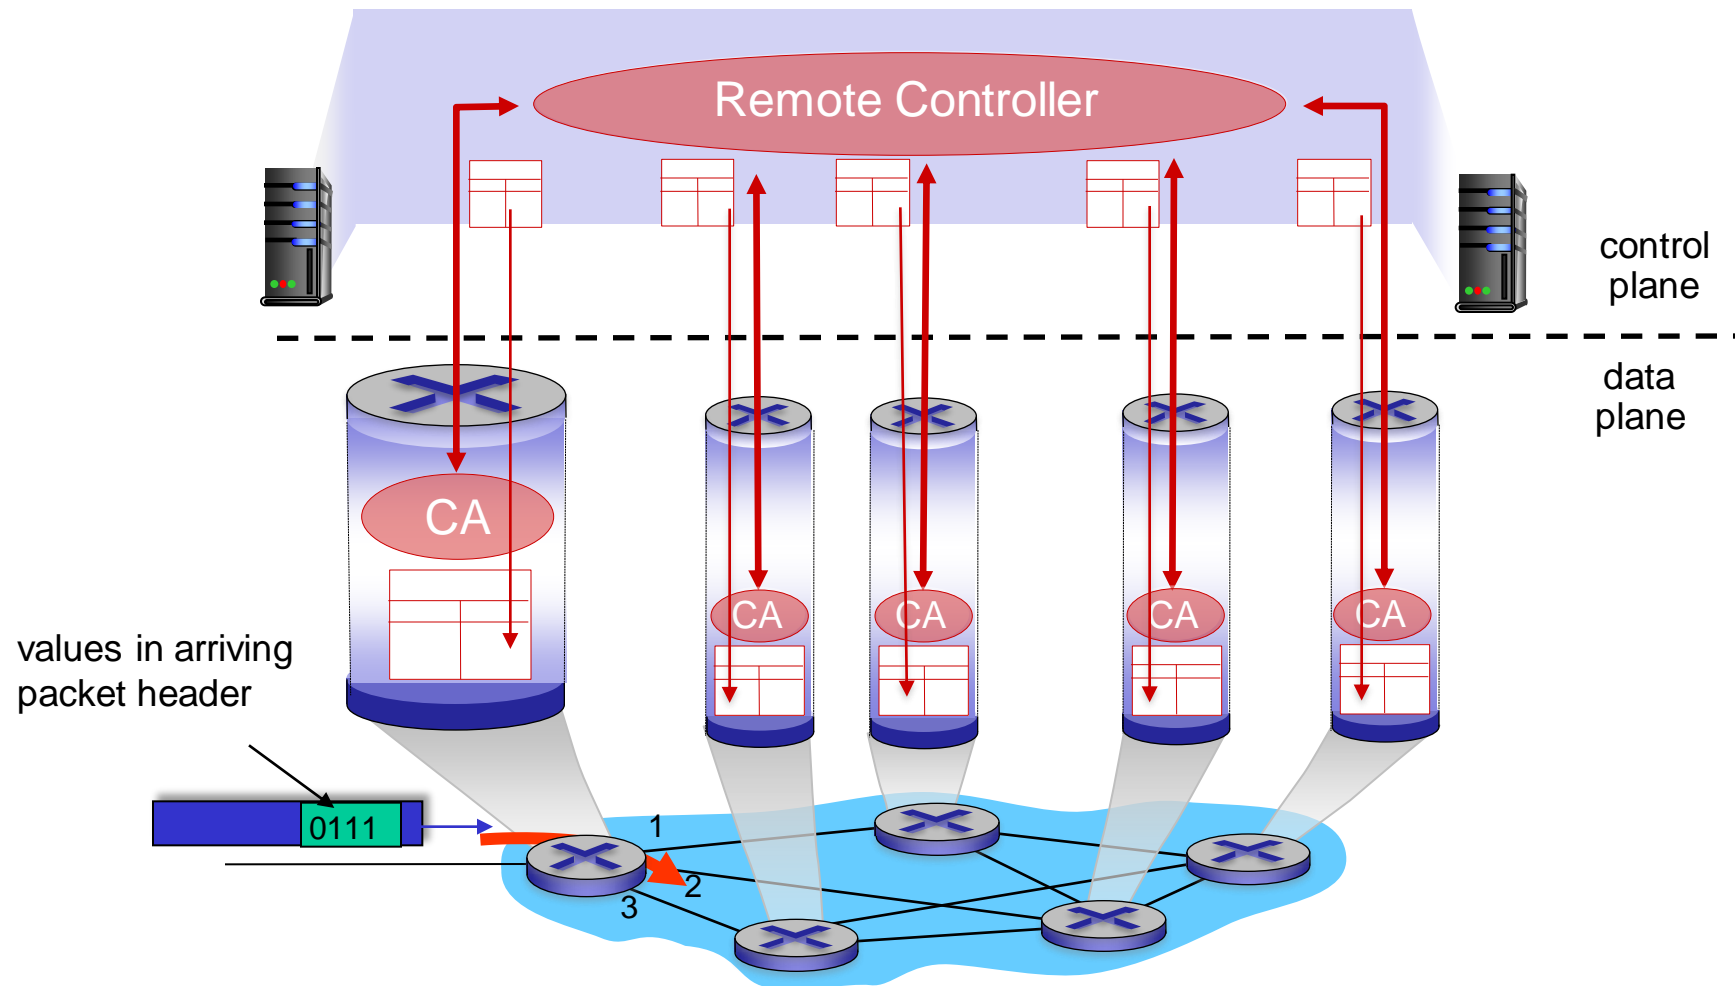 Remote Controller
control
plane
data
plane
CA
CA
CA
CA
CA
values in arriving
packet header
0111
1
2
3